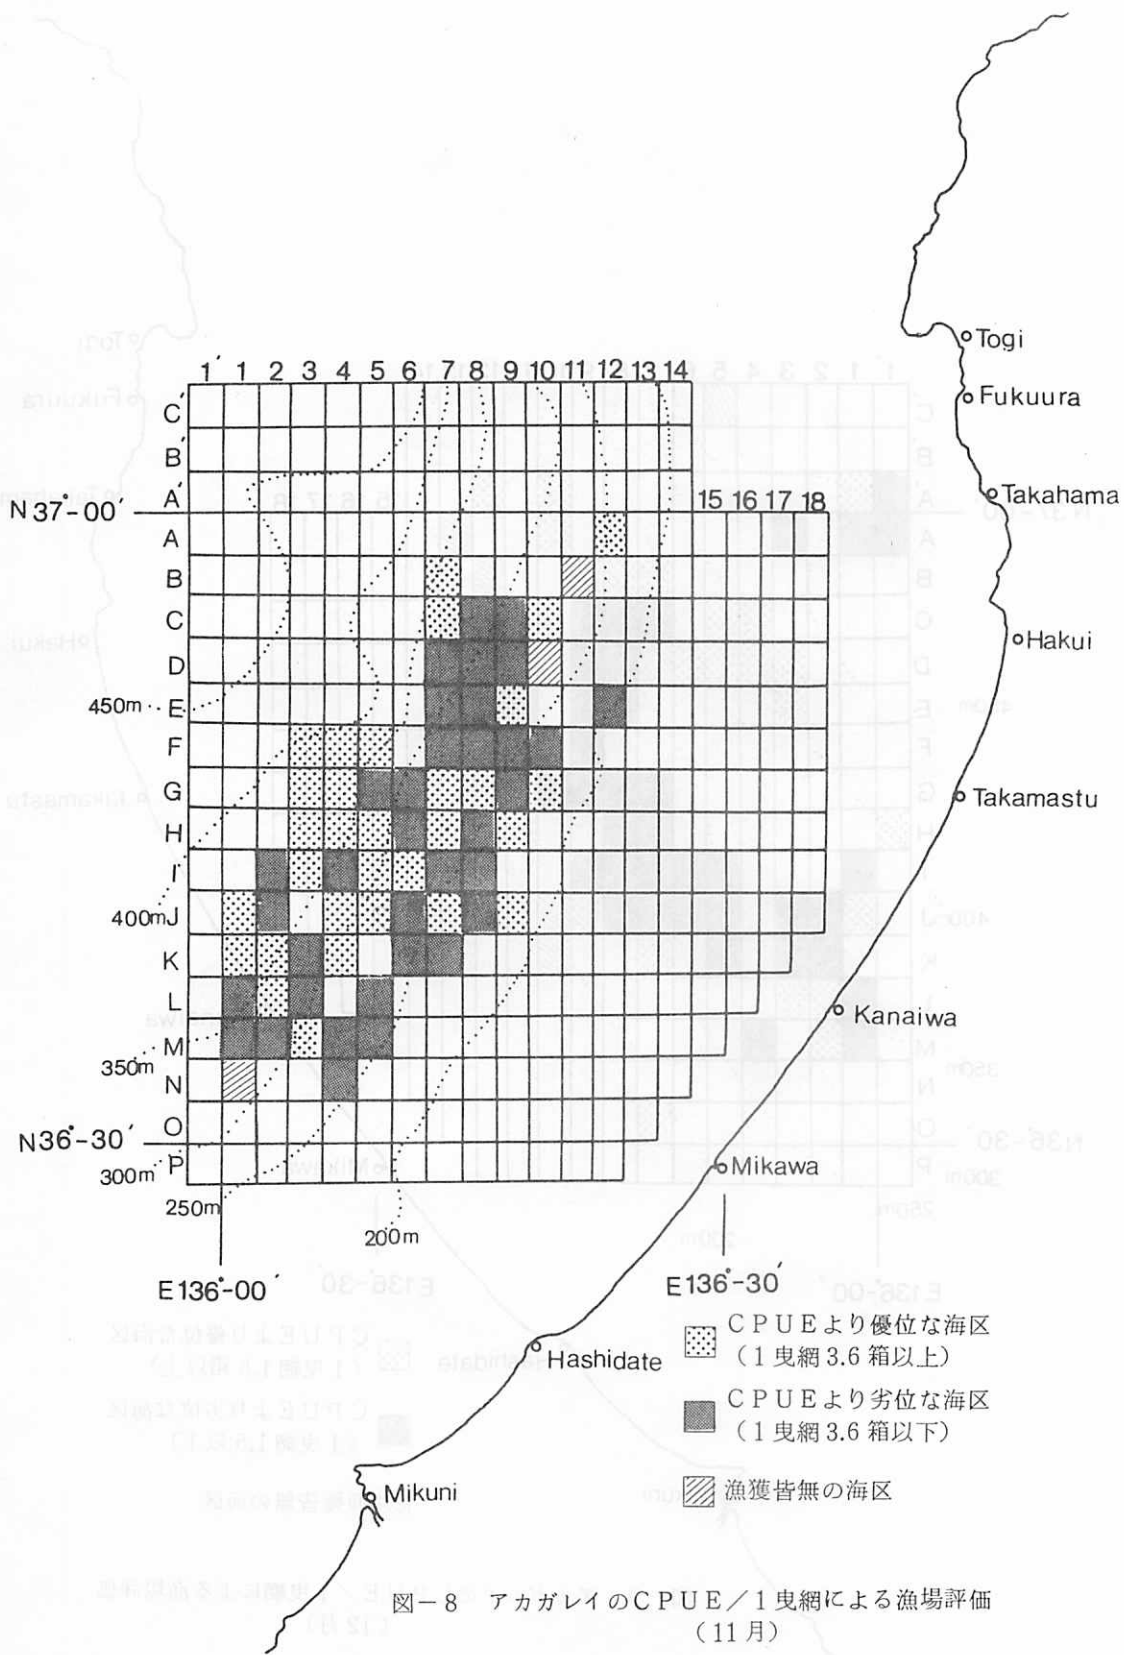 Togi
Fukuura
1′ 1 2 3 4 5 6 7 8 9 10 11 12 13 14
C′
B′
A′
N 37°-00′
Takahama
15 16 17 18
A
B
C
Hakui
D
450m
E
F
G
Takamastu
H
I
400m J
K
L
Kanaiwa
M
350m
N
O
N36°-30′
P
Mikawa
300m
250m
200m
E136°-00′
E136°-30′
CPUEより優位な海区
(1曳網3.6箱以上)
Hashidate
CPUEより劣位な海区
(1曳網3.6箱以下)
Mikuni
漁獲皆無の海区
図-8 アカガレイのCPUE/1曳網による漁場評価
(11月)